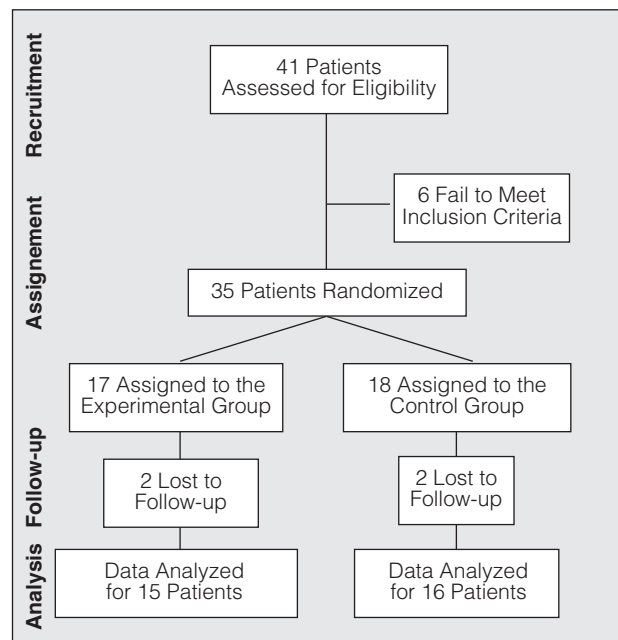 Recruitment
41 Patients
Assessed for Eligibility
6 Fail to Meet
Inclusion Criteria
Assignement
35 Patients Randomized
17 Assigned to the
Experimental Group
18 Assigned to the
Control Group
Follow-up
2 Lost to
Follow-up
2 Lost to
Follow-up
Analysis
Data Analyzed
for 15 Patients
Data Analyzed
for 16 Patients